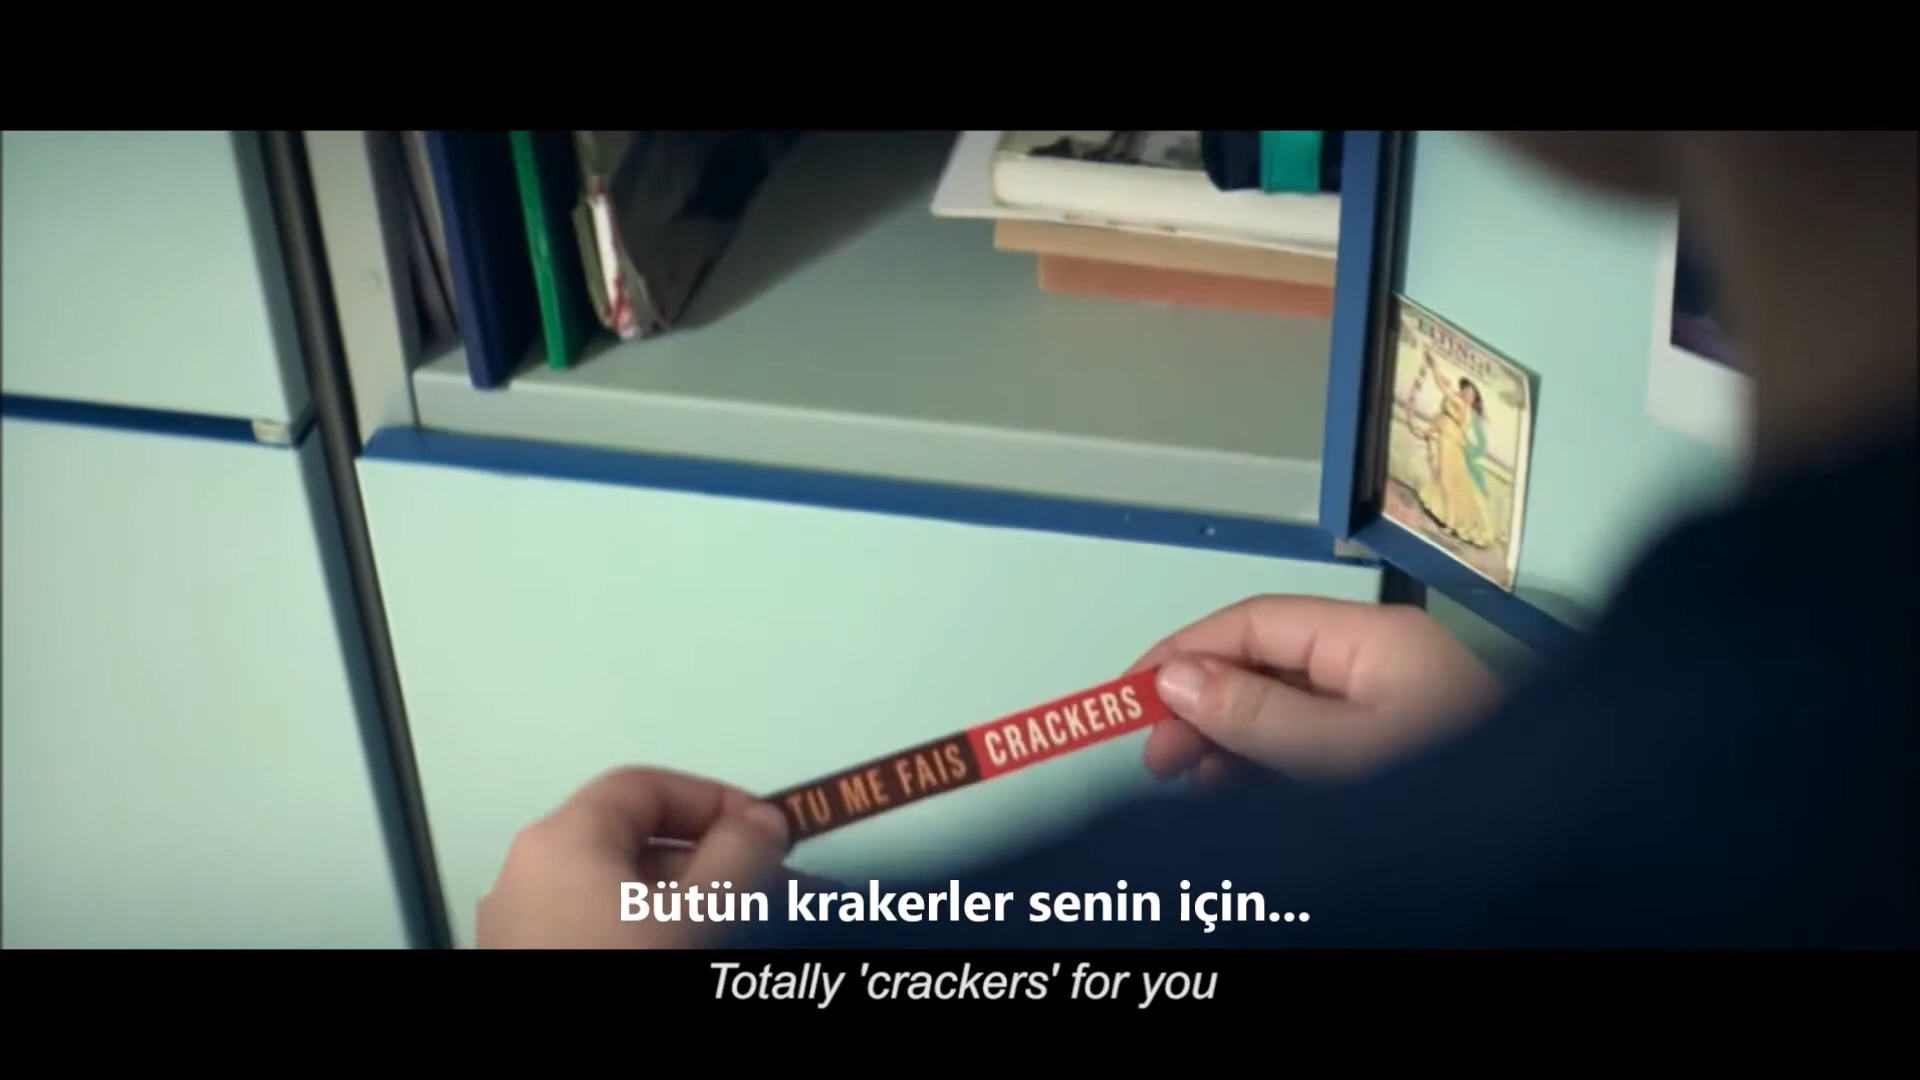 TU ME FAIS CRACKERS
Bütün krakerler senin için...
Totally 'crackers' for you